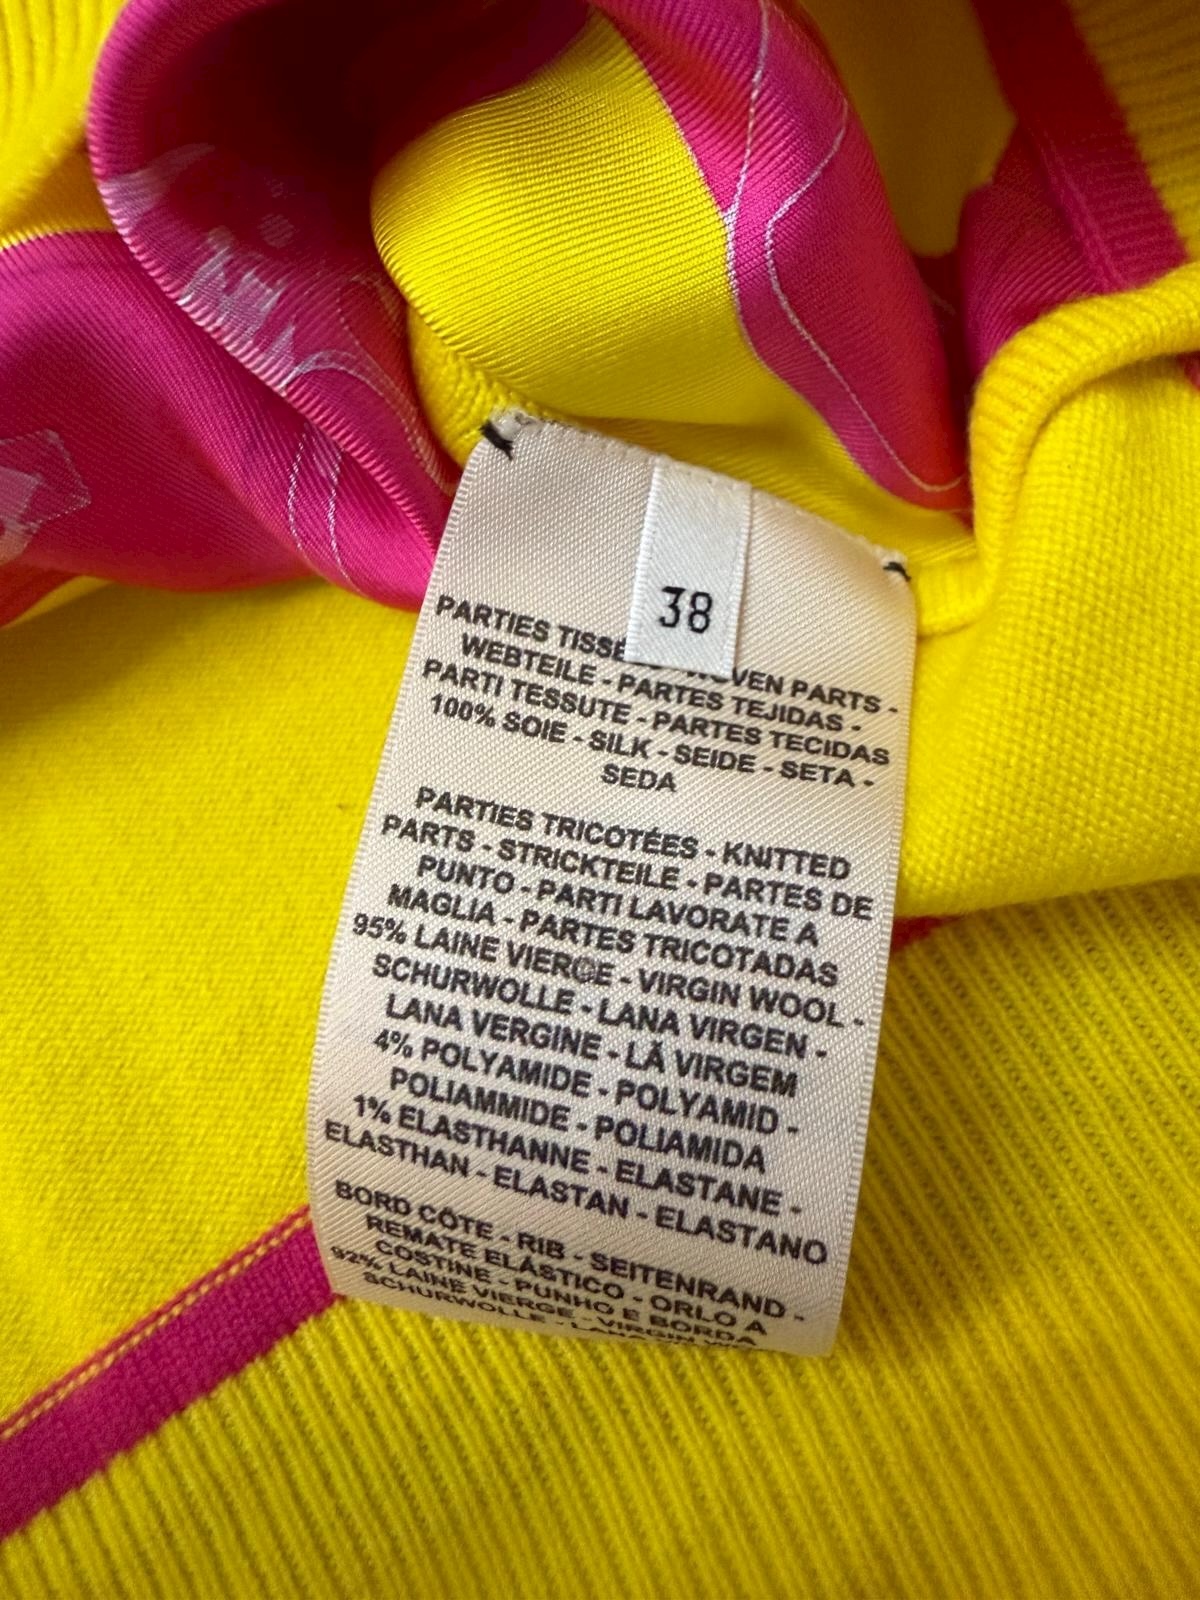 38
PARTIES VEN PARTS -
WEBTEILE - PARTES TEJIDAS -
PARTI TESSUTE - PARTES TECIDAS
100% SOIE - SILK - SEIDE - SETA -
SEDA
PARTIES TRICOTÉES - KNITTED
PARTS - STRICKTEILE - PARTES DE
PUNTO - PARTI LAVORATE A
MAGLIA - PARTES TRICOTADAS
95% LAINE VIERGE - VIRGIN WOOL -
SCHURWOLLE - LANA VIRGEN -
LANA VERGINE - LÃ VIRGEM
4% POLYAMIDE - POLYAMID -
POLIAMMIDE - POLIAMIDA
1% ELASTHANNE - ELASTANE -
ELASTHAN - ELASTAN - ELASTANO
BORD CÔTE - RIB - SEITENRAND -
REMATE ELÁSTICO - ORLO A
COSTINE - PUNHO E BORDA
92% LAINE VIERGE - VIRGIN
SCHURWOLLE - LANA